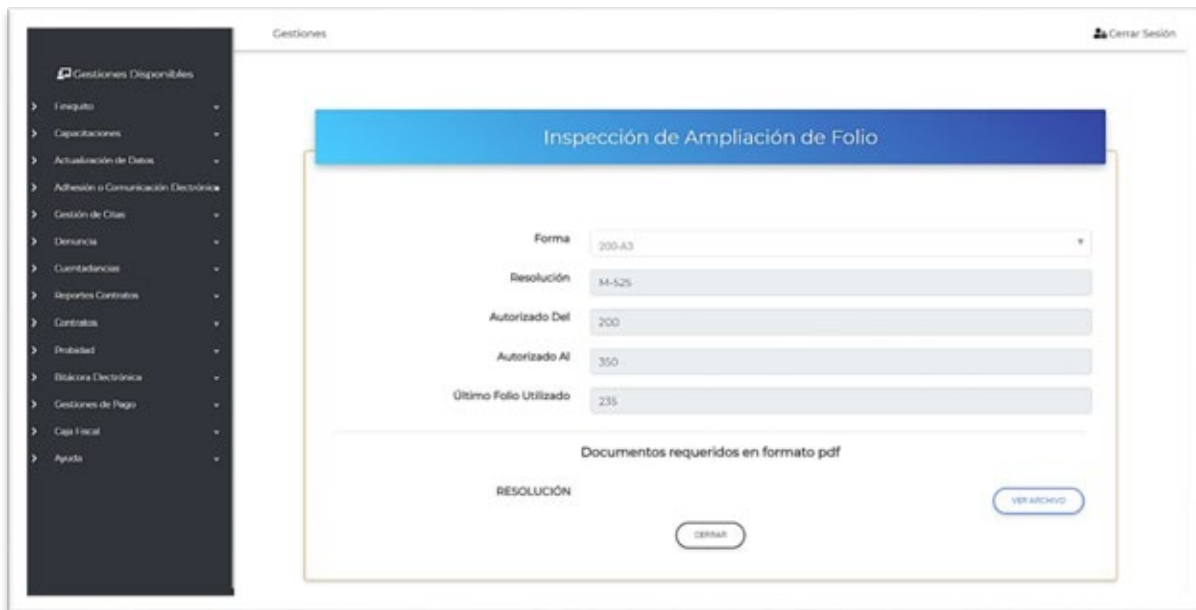 Gestiones
Cerrar Sesión
Gestiones Disponibles
Finiquito
Capacitaciones
Actualización de Datos
Adhesión o Comunicación Electrónica
Gestión de Citas
Denuncia
Cuentadancias
Reportes Contratos
Contratos
Probidad
Bitácora Electrónica
Gestiones de Pago
Caja Fiscal
Ayuda
Inspección de Ampliación de Folio
Forma 200-A3
Resolución M-525
Autorizado Del 200
Autorizado Al 350
Último Folio Utilizado 235
Documentos requeridos en formato pdf
RESOLUCIÓN VER ARCHIVO
CERRAR